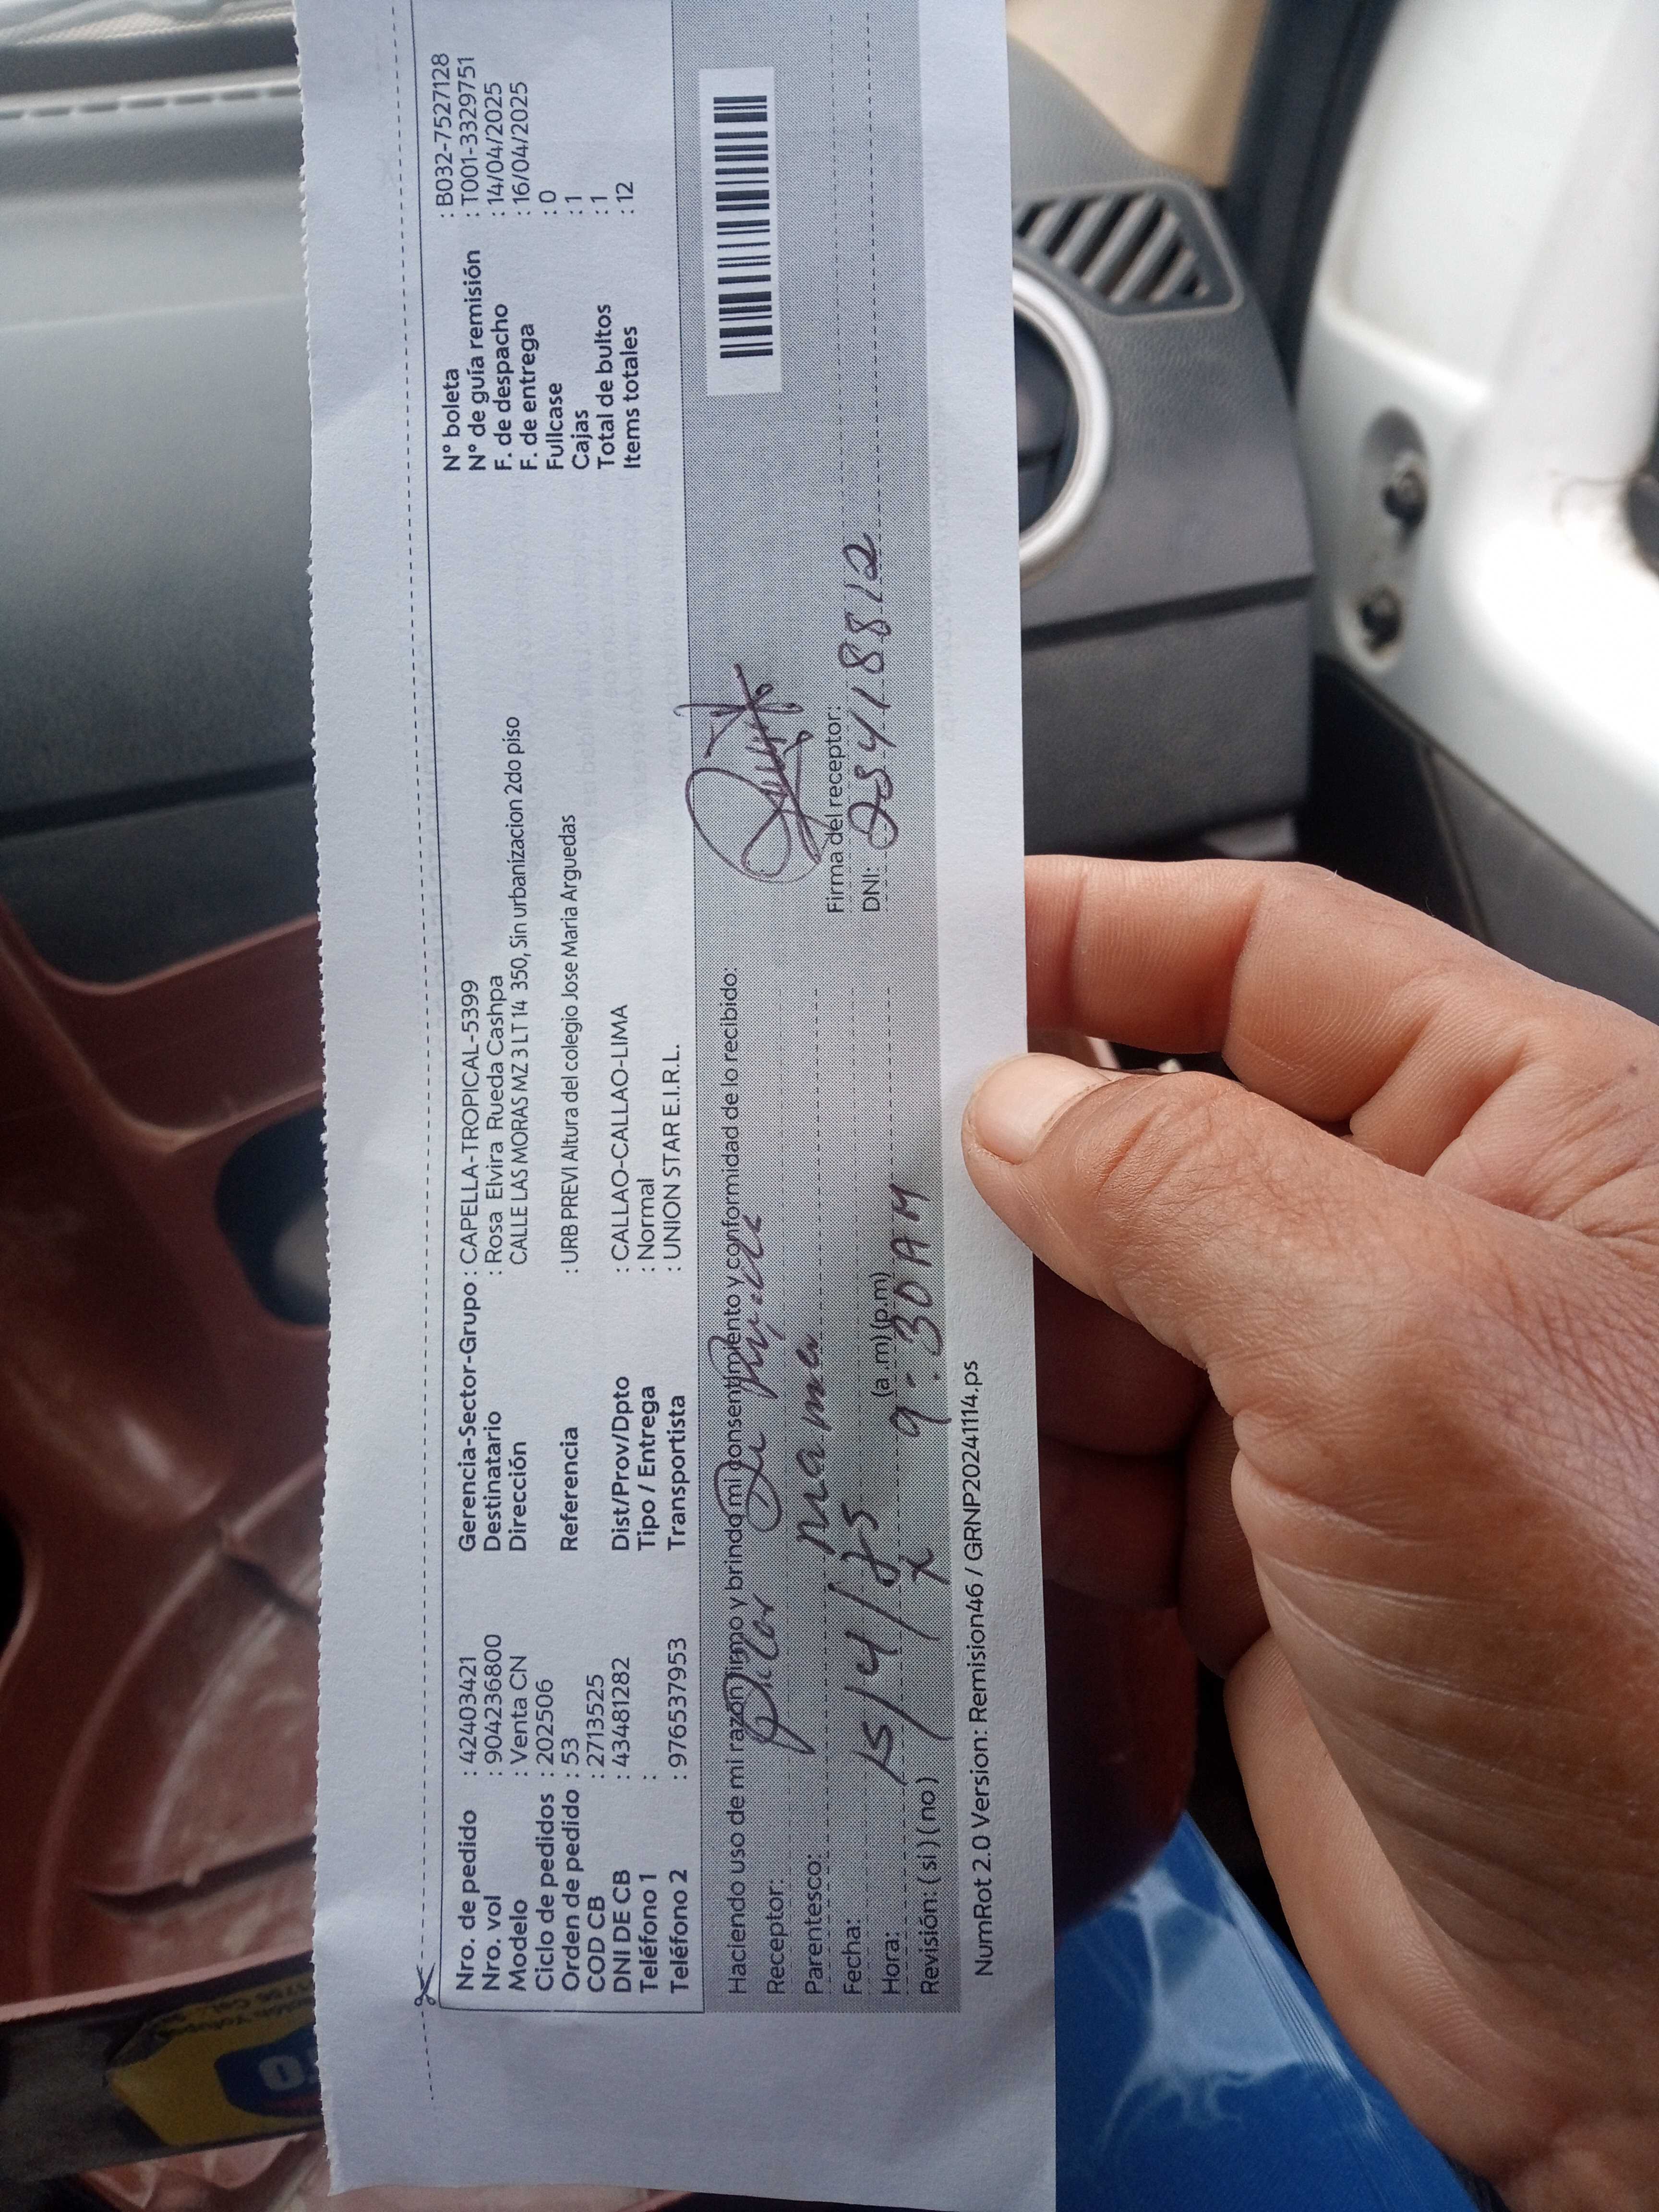 Nro. de pedido : 42403421 Gerencia-Sector-Grupo : CAPELLA-TROPICAL-5399 N° boleta : B032-7527128
Nro. vol : 904236800 Destinatario : Rosa Elvira Rueda Cashpa N° de guía remisión : T001-3329751
Modelo : Venta CN Dirección CALLE LAS MORAS MZ 3 LT 14 350, Sin urbanizacion 2do piso F. de despacho : 14/04/2025
Ciclo de pedidos : 202506 F. de entrega : 16/04/2025
Orden de pedido : 53 Referencia : URB PREVI Altura del colegio Jose Maria Arguedas Fullcase : 0
COD CB : 2713525 Cajas : 1
DNI DE CB : 43481282 Dist/Prov/Dpto : CALLAO-CALLAO-LIMA Total de bultos : 1
Teléfono 1 : Tipo / Entrega : Normal Items totales : 12
Teléfono 2 : 976537953 Transportista : UNION STAR E.I.R.L.
Haciendo uso de mi razón firmo y brindo mi consentimiento y conformidad de lo recibido:
Receptor: Pilar
Parentesco: mama Firma del receptor:
Fecha: 15/4/25 DNI: 25418812
Hora: (a.m) (p.m) 9:30 AM
Revisión: ( si ) ( no )
NumRot 2.0 Version: Remision46 / GRNP20241114.ps